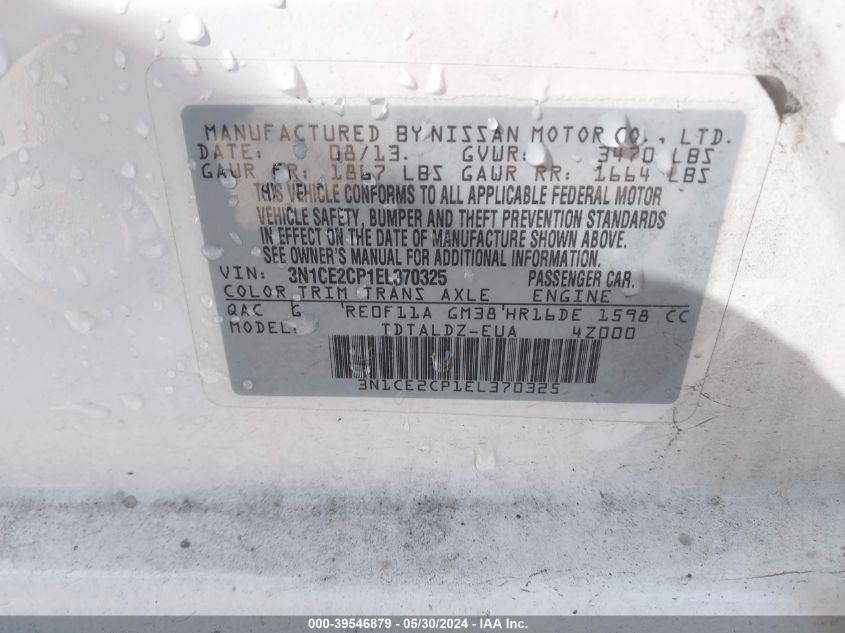 MANUFACTURED BY NISSAN MOTOR CO., LTD.
DATE: 08/13. GVWR: 3470 LBS
GAWR FR: 1867 LBS GAWR RR: 1664 LBS
THIS VEHICLE CONFORMS TO ALL APPLICABLE FEDERAL MOTOR
VEHICLE SAFETY, BUMPER AND THEFT PREVENTION STANDARDS
IN EFFECT ON THE DATE OF MANUFACTURE SHOWN ABOVE.
SEE OWNER'S MANUAL FOR ADDITIONAL INFORMATION.
VIN: 3N1CE2CP1EL370325 PASSENGER CAR.
COLOR TRIM TRANS AXLE ENGINE
QAC G RE0F11A GM38 HR16DE 1598 CC
MODEL: TDTALDZ-EUA 4Z000
3N1CE2CP1EL370325
000-39546879 / 05/30/2024 / IAAI.com.